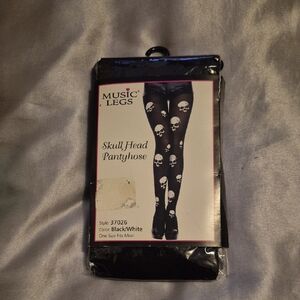 MUSIC
LEGS
Skull Head
Pantyhose
Style: 37026
Color: Black/White
One Size Fits Most